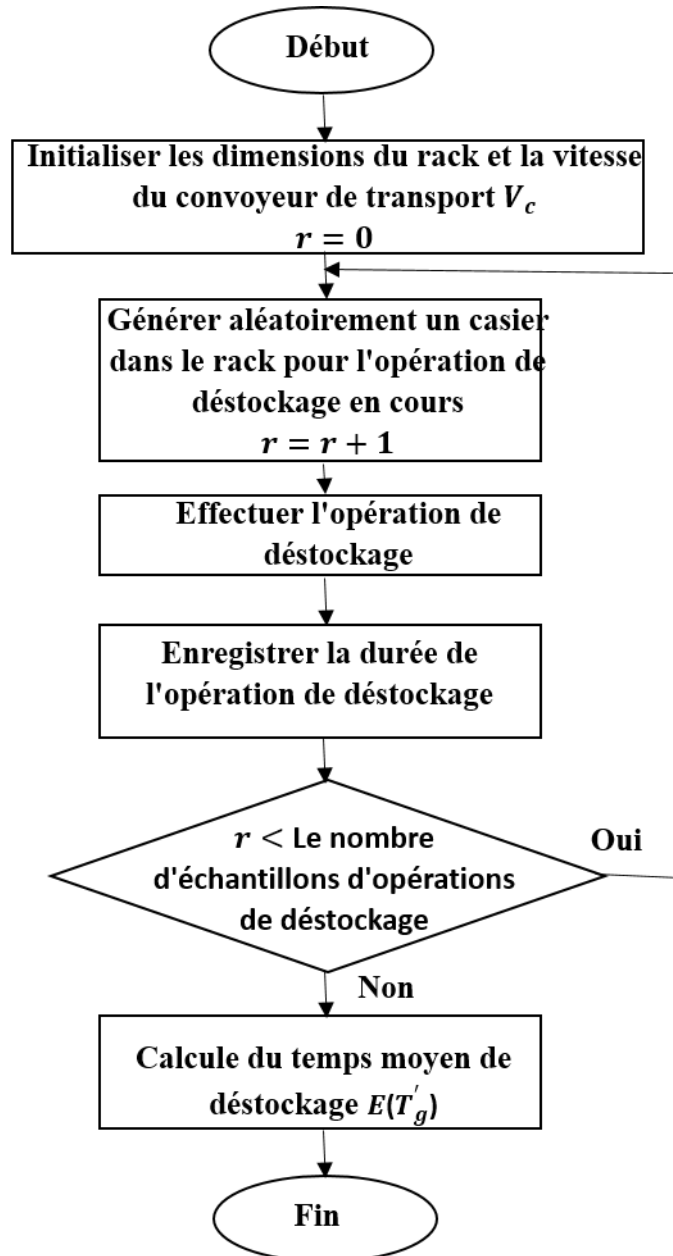 Début
Initialiser les dimensions du rack et la vitesse
du convoyeur de transport V_c
r = 0
Générer aléatoirement un casier
dans le rack pour l'opération de
déstockage en cours
r = r + 1
Effectuer l'opération de
déstockage
Enregistrer la durée de
l'opération de déstockage
r < Le nombre
d'échantillons d'opérations
de déstockage
Oui
Non
Calcule du temps moyen de
déstockage E(T'_g)
Fin